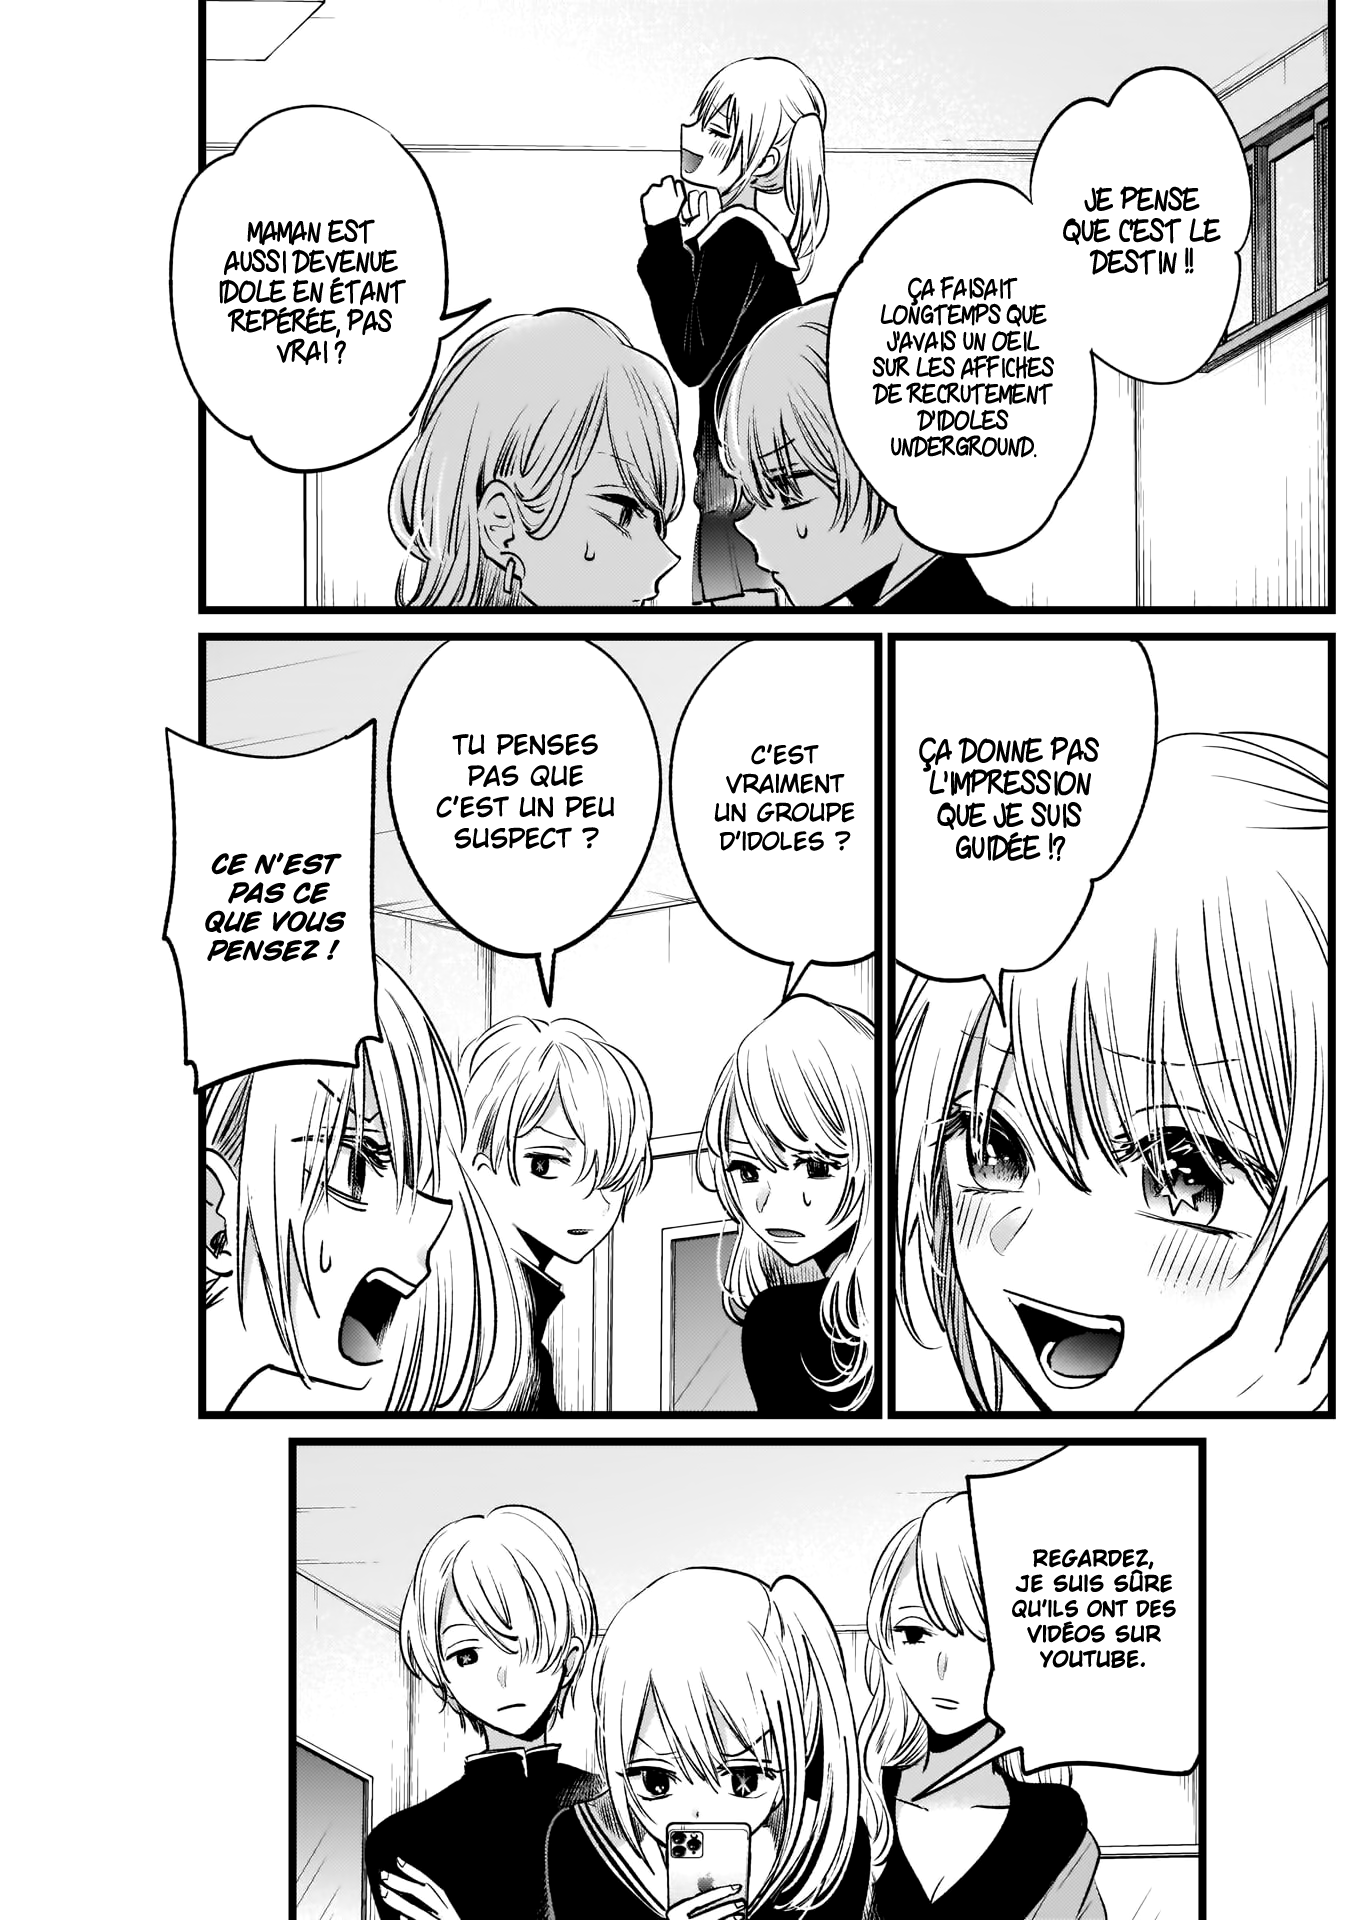 JE PENSE
QUE C'EST LE
DESTIN !!
ÇA FAISAIT
LONGTEMPS QUE
J'AVAIS UN OEIL
SUR LES AFFICHES
DE RECRUTEMENT
D'IDOLES
UNDERGROUND.
MAMAN EST
AUSSI DEVENUE
IDOLE EN ÉTANT
REPÉRÉE, PAS
VRAI ?
ÇA DONNE PAS
L'IMPRESSION
QUE JE SUIS
GUIDÉE !?
C'EST
VRAIMENT
UN GROUPE
D'IDOLES ?
TU PENSES
PAS QUE
C'EST UN PEU
SUSPECT ?
CE N'EST
PAS CE
QUE VOUS
PENSEZ !
REGARDEZ,
JE SUIS SÛRE
QU'ILS ONT DES
VIDÉOS SUR
YOUTUBE.